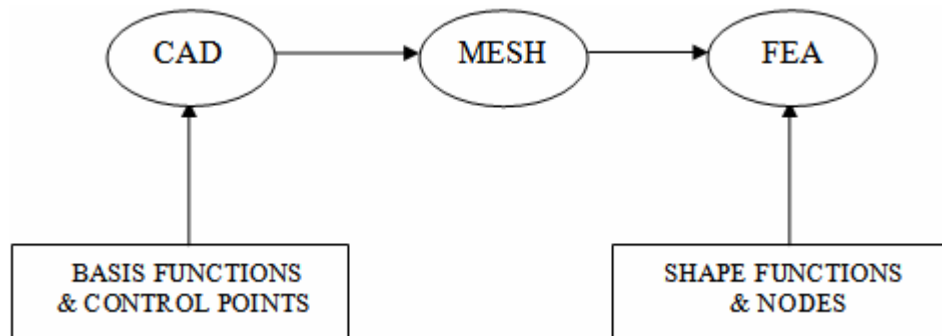 CAD
MESH
FEA
BASIS FUNCTIONS
& CONTROL POINTS
SHAPE FUNCTIONS
& NODES